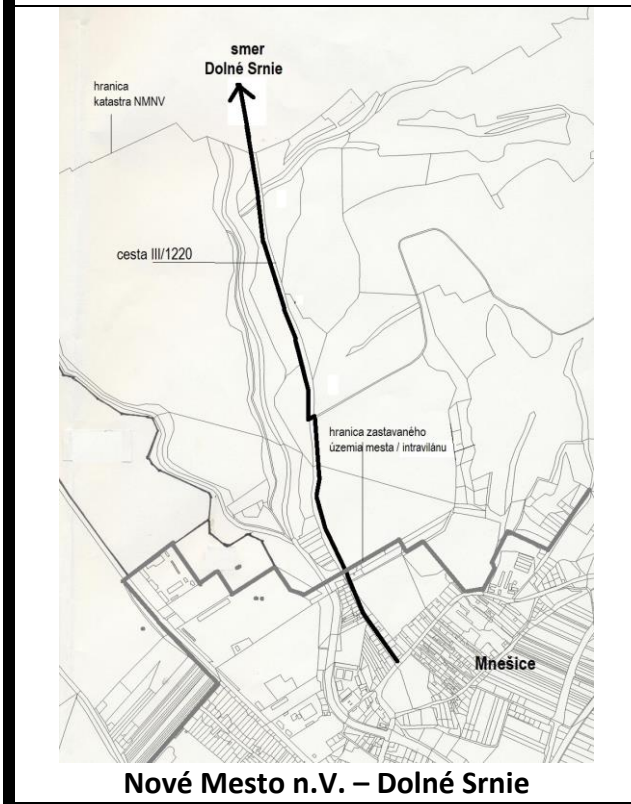 smer
Dolné Srnie
hranica
katastra NMNV
cesta III/1220
hranica zastavaného
územia mesta / intravilánu
Mnešice
Nové Mesto n.V. – Dolné Srnie